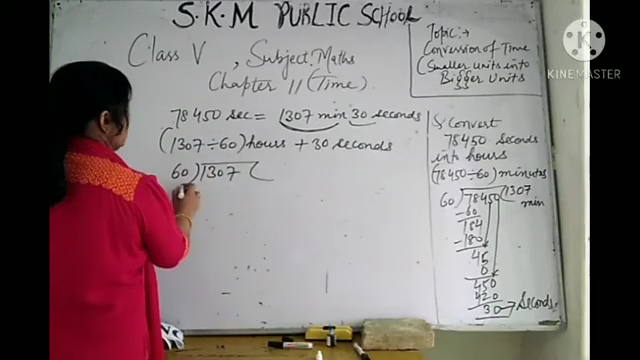 S.K.M PUBLIC SCHOOL
Class V , Subject:Maths
Chapter 11 (Time)
78450 sec = 1307 min 30 seconds
(1307 ÷ 60) hours + 30 seconds
60) 1307 (
Topic:→
Conversion of Time
(Smaller units into
Bigger Units
KINEMASTER
Convert
78450 seconds
into hours
(78450÷60) minutes
60) 78450 (1307 min
-60
184
-180
45
0
450
420
30 → Seconds